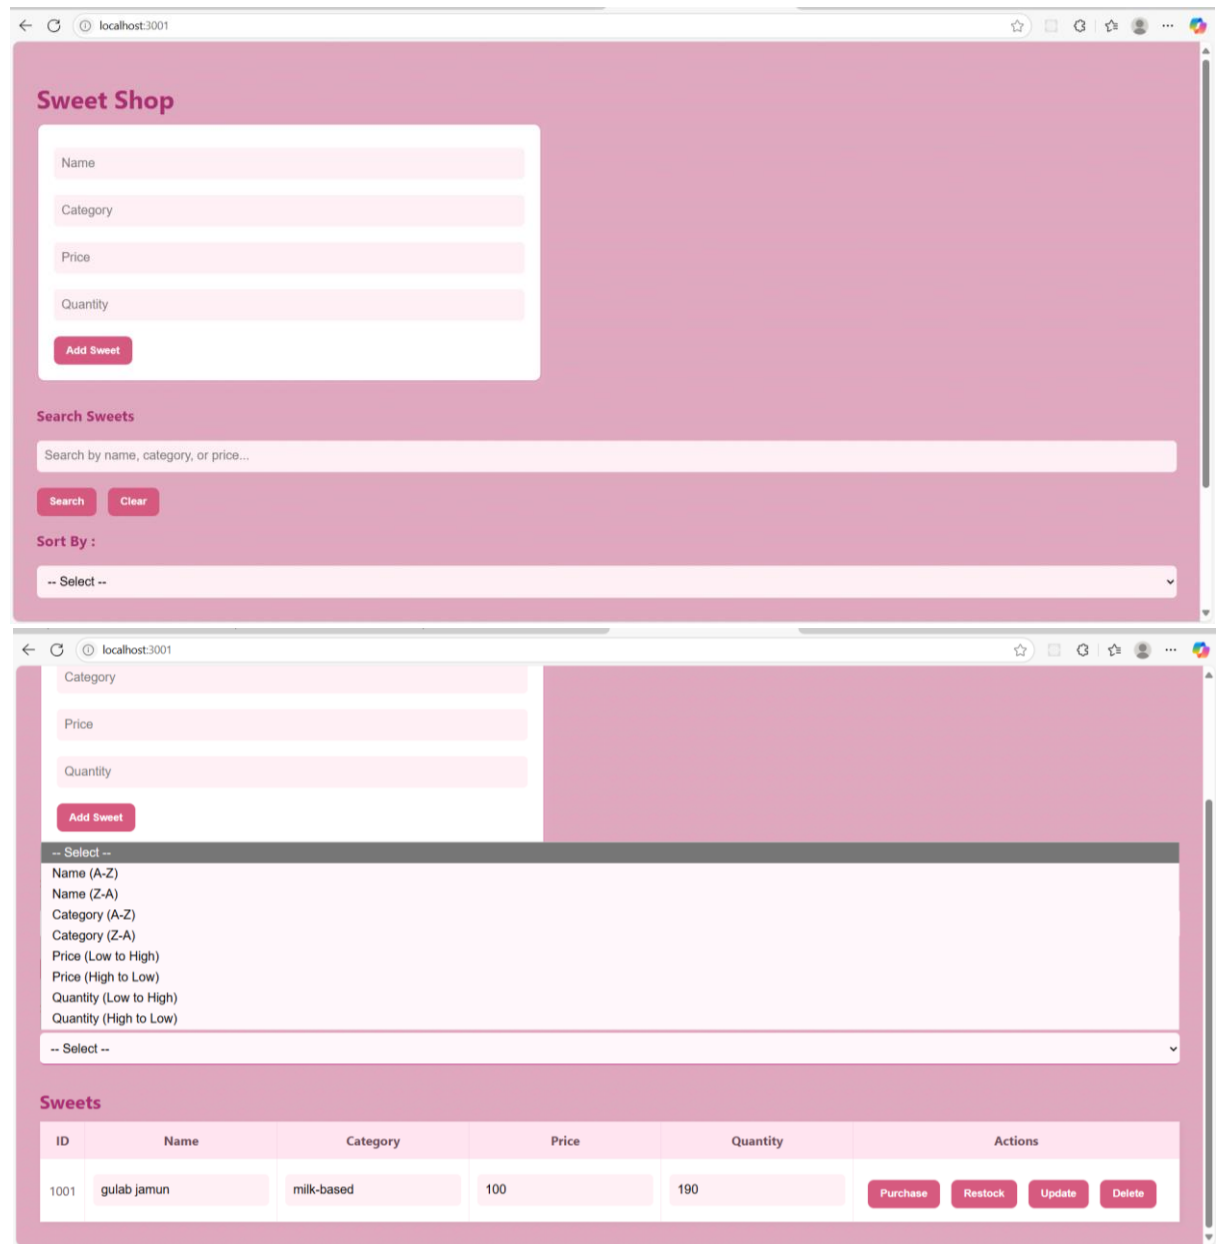 localhost:3001
Sweet Shop
Name
Category
Price
Quantity
Add Sweet
Search Sweets
Search by name, category, or price...
Search Clear
Sort By :
-- Select --
localhost:3001
Category
Price
Quantity
Add Sweet
-- Select --
Name (A-Z)
Name (Z-A)
Category (A-Z)
Category (Z-A)
Price (Low to High)
Price (High to Low)
Quantity (Low to High)
Quantity (High to Low)
-- Select --
Sweets
ID Name Category Price Quantity Actions
1001 gulab jamun milk-based 100 190 Purchase Restock Update Delete